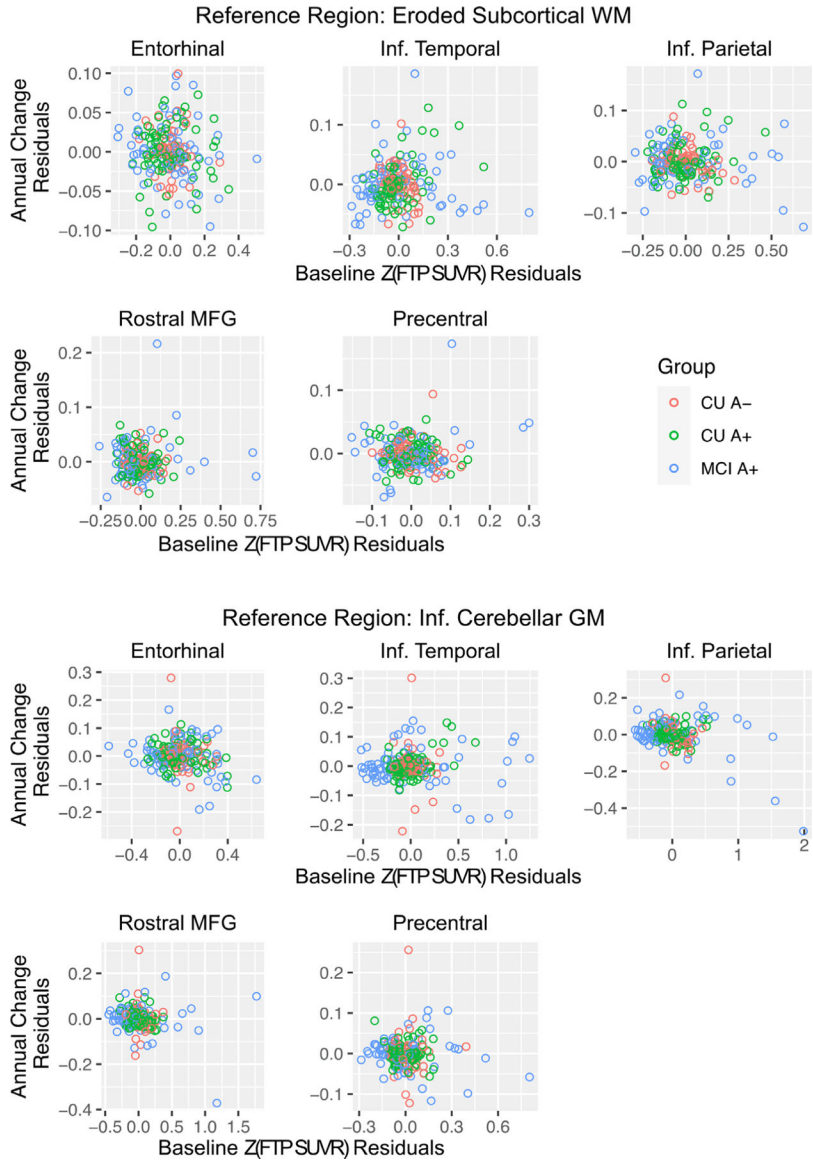 Reference Region: Eroded Subcortical WM
Entorhinal
Inf. Temporal
Inf. Parietal
Annual Change
Residuals
0.10
0.05
0.00
−0.05
−0.10
−0.2 0.0 0.2 0.4
0.1
0.0
−0.3 0.0 0.3 0.6
0.1
0.0
−0.1
−0.25 0.00 0.25 0.50
Baseline Z(FTP SUVR) Residuals
Rostral MFG
Precentral
Annual Change
Residuals
0.2
0.1
0.0
−0.25 0.00 0.25 0.50 0.75
0.1
0.0
−0.1 0.0 0.1 0.2 0.3
Baseline Z(FTP SUVR) Residuals
Group
CU A−
CU A+
MCI A+
Reference Region: Inf. Cerebellar GM
Entorhinal
Inf. Temporal
Inf. Parietal
Annual Change
Residuals
0.3
0.2
0.1
0.0
−0.1
−0.2
−0.4 0.0 0.4
0.3
0.2
0.1
0.0
−0.1
−0.2
−0.5 0.0 0.5 1.0
0.2
0.0
−0.2
−0.4
0 1 2
Baseline Z(FTP SUVR) Residuals
Rostral MFG
Precentral
Annual Change
Residuals
0.2
0.0
−0.2
−0.4
−0.5 0.0 0.5 1.0 1.5
0.2
0.1
0.0
−0.1
−0.3 0.0 0.3 0.6
Baseline Z(FTP SUVR) Residuals